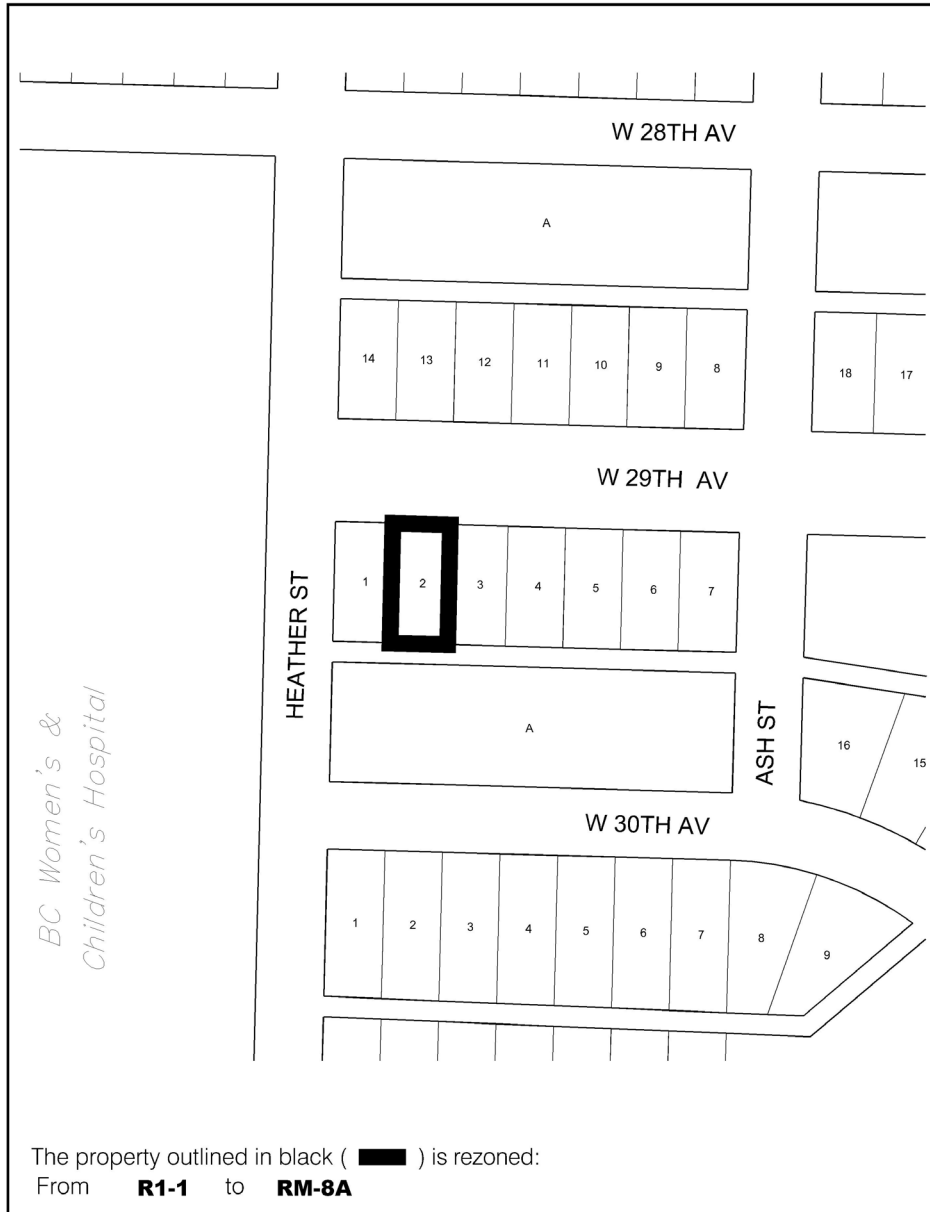 W 28TH AV
A
14 13 12 11 10 9 8 18 17
W 29TH AV
1 2 3 4 5 6 7
HEATHER ST
A
ASH ST
16 15
W 30TH AV
BC Women's &
Children's Hospital
1 2 3 4 5 6 7 8 9
The property outlined in black ( ) is rezoned:
From R1-1 to RM-8A